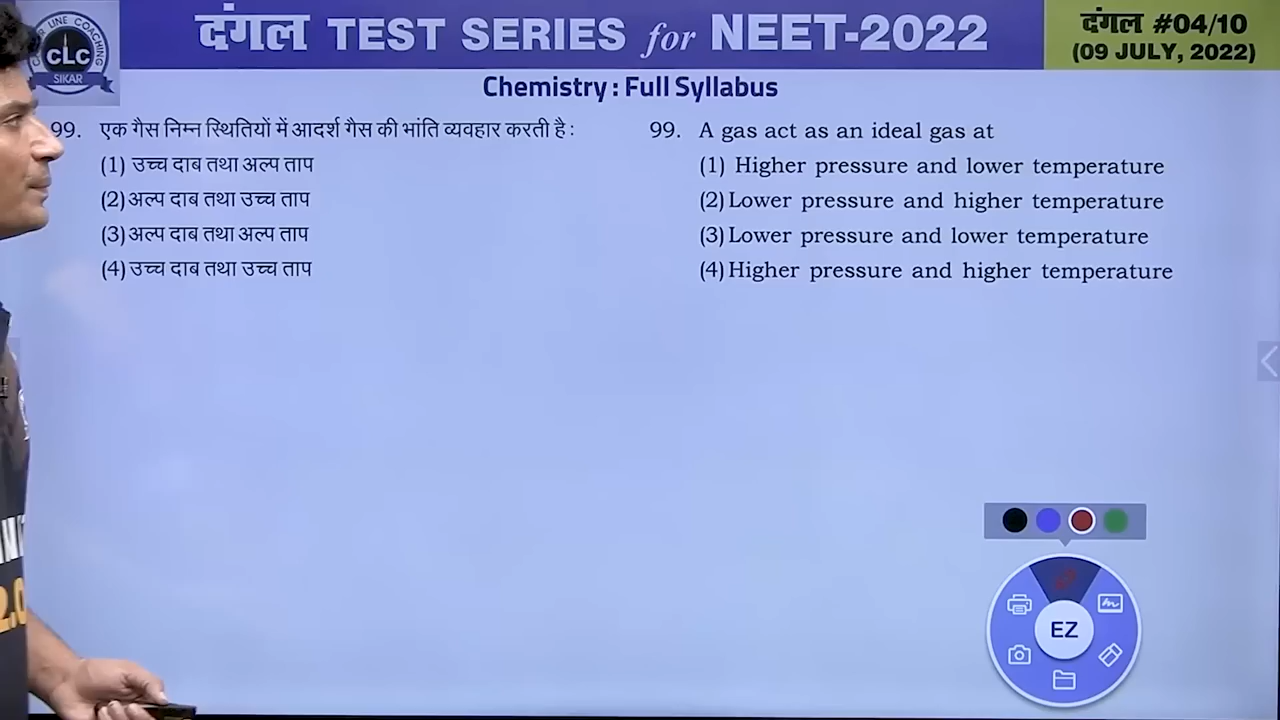 दंगल TEST SERIES for NEET-2022
दंगल #04/10
(09 JULY, 2022)
CLC
SIKAR
Chemistry : Full Syllabus
99. एक गैस निम्न स्थितियों में आदर्श गैस की भांति व्यवहार करती है :
(1) उच्च दाब तथा अल्प ताप
(2) अल्प दाब तथा उच्च ताप
(3) अल्प दाब तथा अल्प ताप
(4) उच्च दाब तथा उच्च ताप
99. A gas act as an ideal gas at
(1) Higher pressure and lower temperature
(2) Lower pressure and higher temperature
(3) Lower pressure and lower temperature
(4) Higher pressure and higher temperature
EZ
2.0